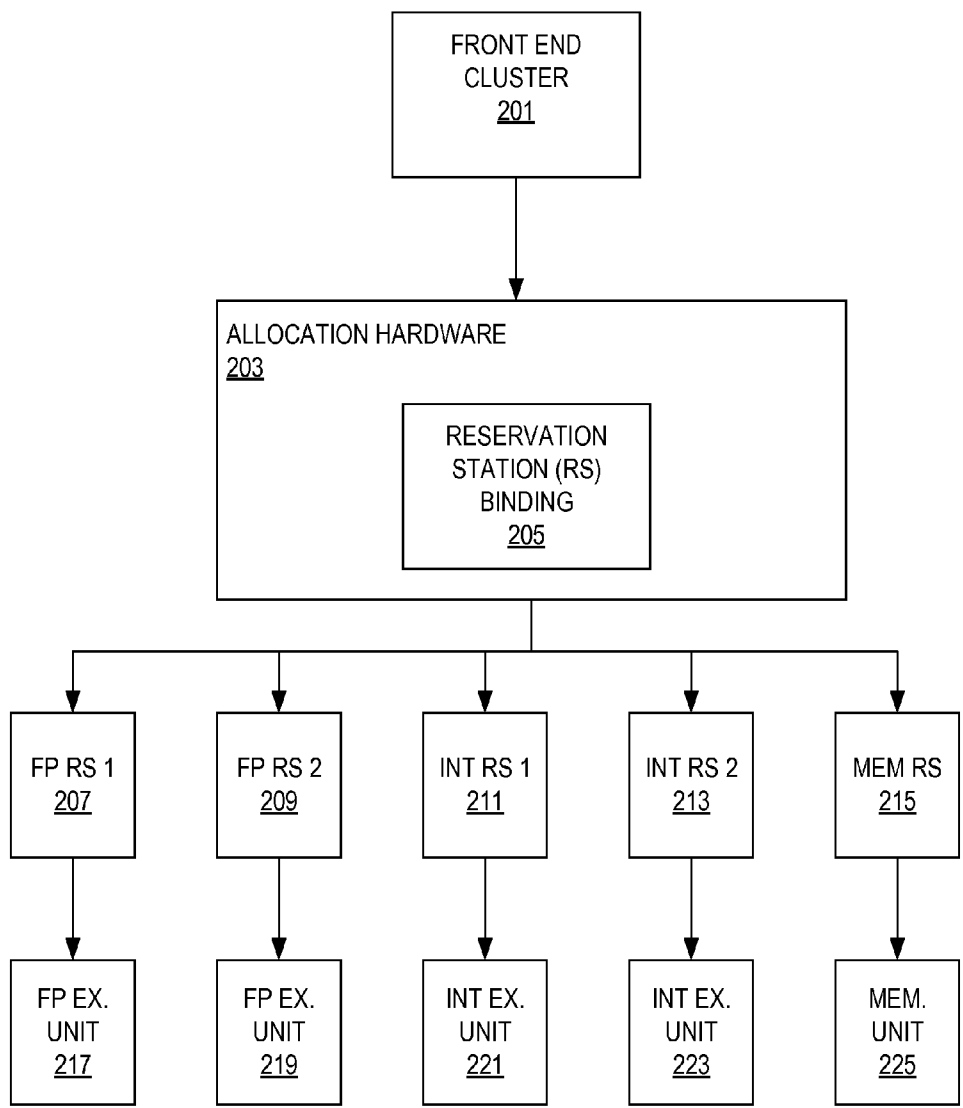 FRONT END
CLUSTER
201
ALLOCATION HARDWARE
203
RESERVATION
STATION (RS)
BINDING
205
FP RS 1
207
FP RS 2
209
INT RS 1
211
INT RS 2
213
MEM RS
215
FP EX.
UNIT
217
FP EX.
UNIT
219
INT EX.
UNIT
221
INT EX.
UNIT
223
MEM.
UNIT
225